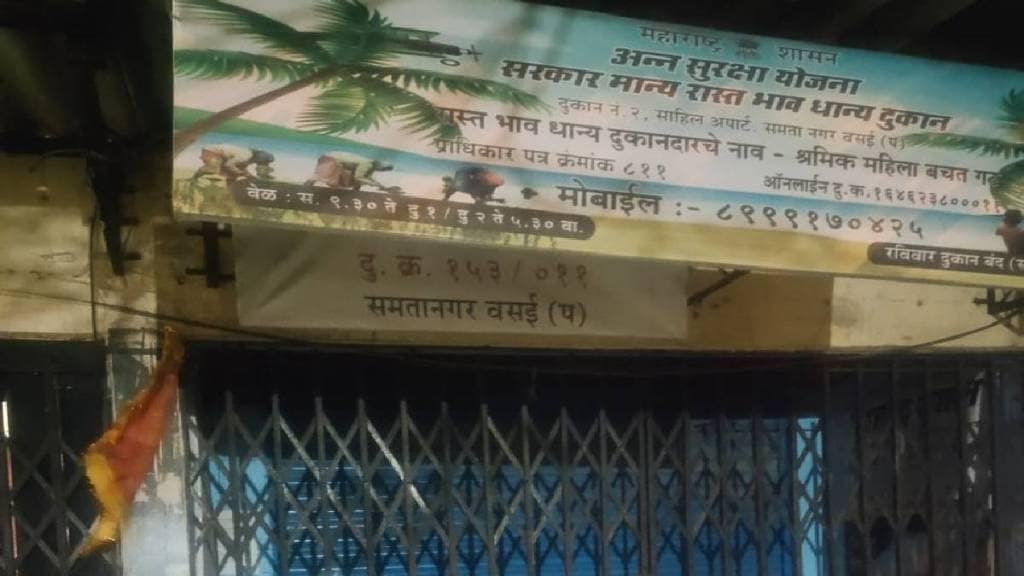 महाराष्ट्र शासन
अन्न सुरक्षा योजना
सरकार मान्य रास्त भाव धान्य दुकान
दुकान नं. २, साहिल अपार्ट. समता नगर वसई (प)
रास्त भाव धान्य दुकानदारचे नाव - श्रमिक महिला बचत गट
प्राधिकार पत्र क्रंमांक ८११
ऑनलाईन दु.क.१६४६२३८०००११
मोबाईल :- ८९९९१७०४२५
वेळ : स. ९.३० ते दु १ / दु २ ते ५.३० वा.
रविवार दुकान बंद
दु. क्र. १५३/०११
समतानगर वसई (प)